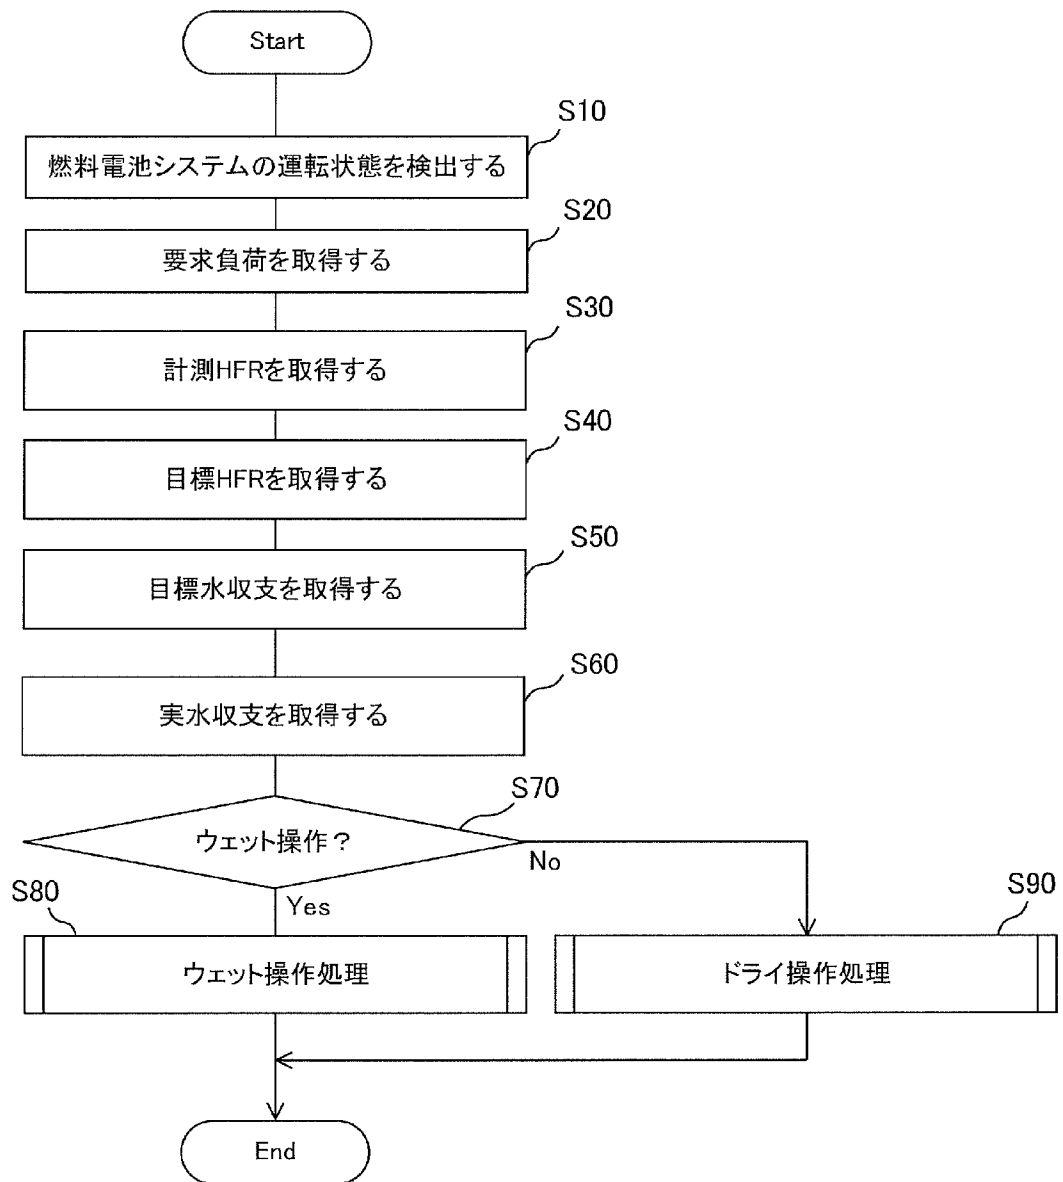 Start
S10
燃料電池システムの運転状態を検出する
S20
要求負荷を取得する
S30
計測HFRを取得する
S40
目標HFRを取得する
S50
目標水収支を取得する
S60
実水収支を取得する
S70
ウェット操作？
No
Yes
S80
ウェット操作処理
S90
ドライ操作処理
End